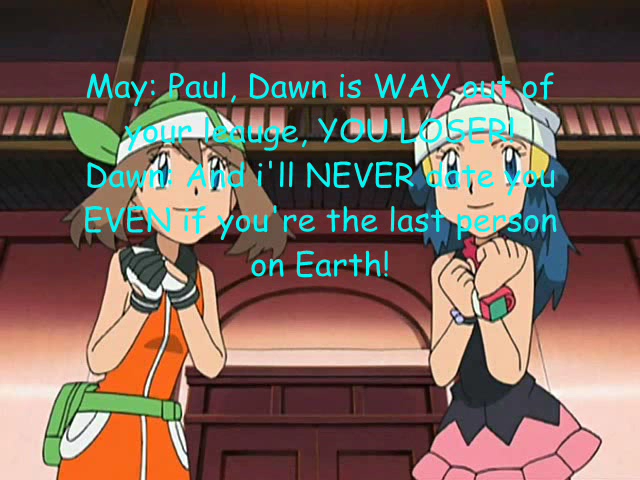 May: Paul, Dawn is WAY out of
your leauge, YOU LOSER!
Dawn: And i'll NEVER date you
EVEN if you're the last person
on Earth!